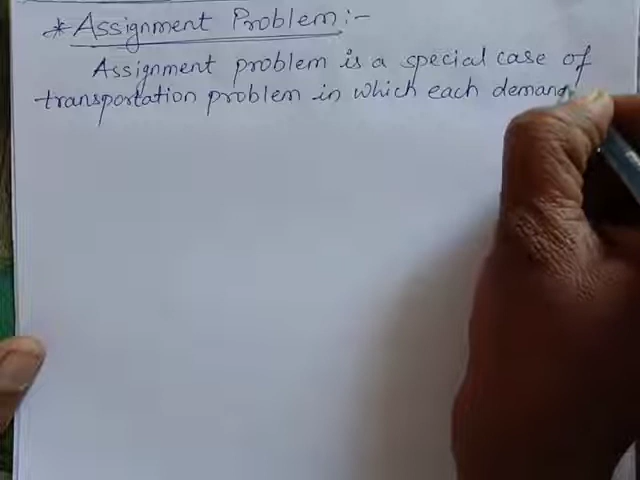 * Assignment Problem :-
Assignment problem is a special case of
transportation problem in which each demand